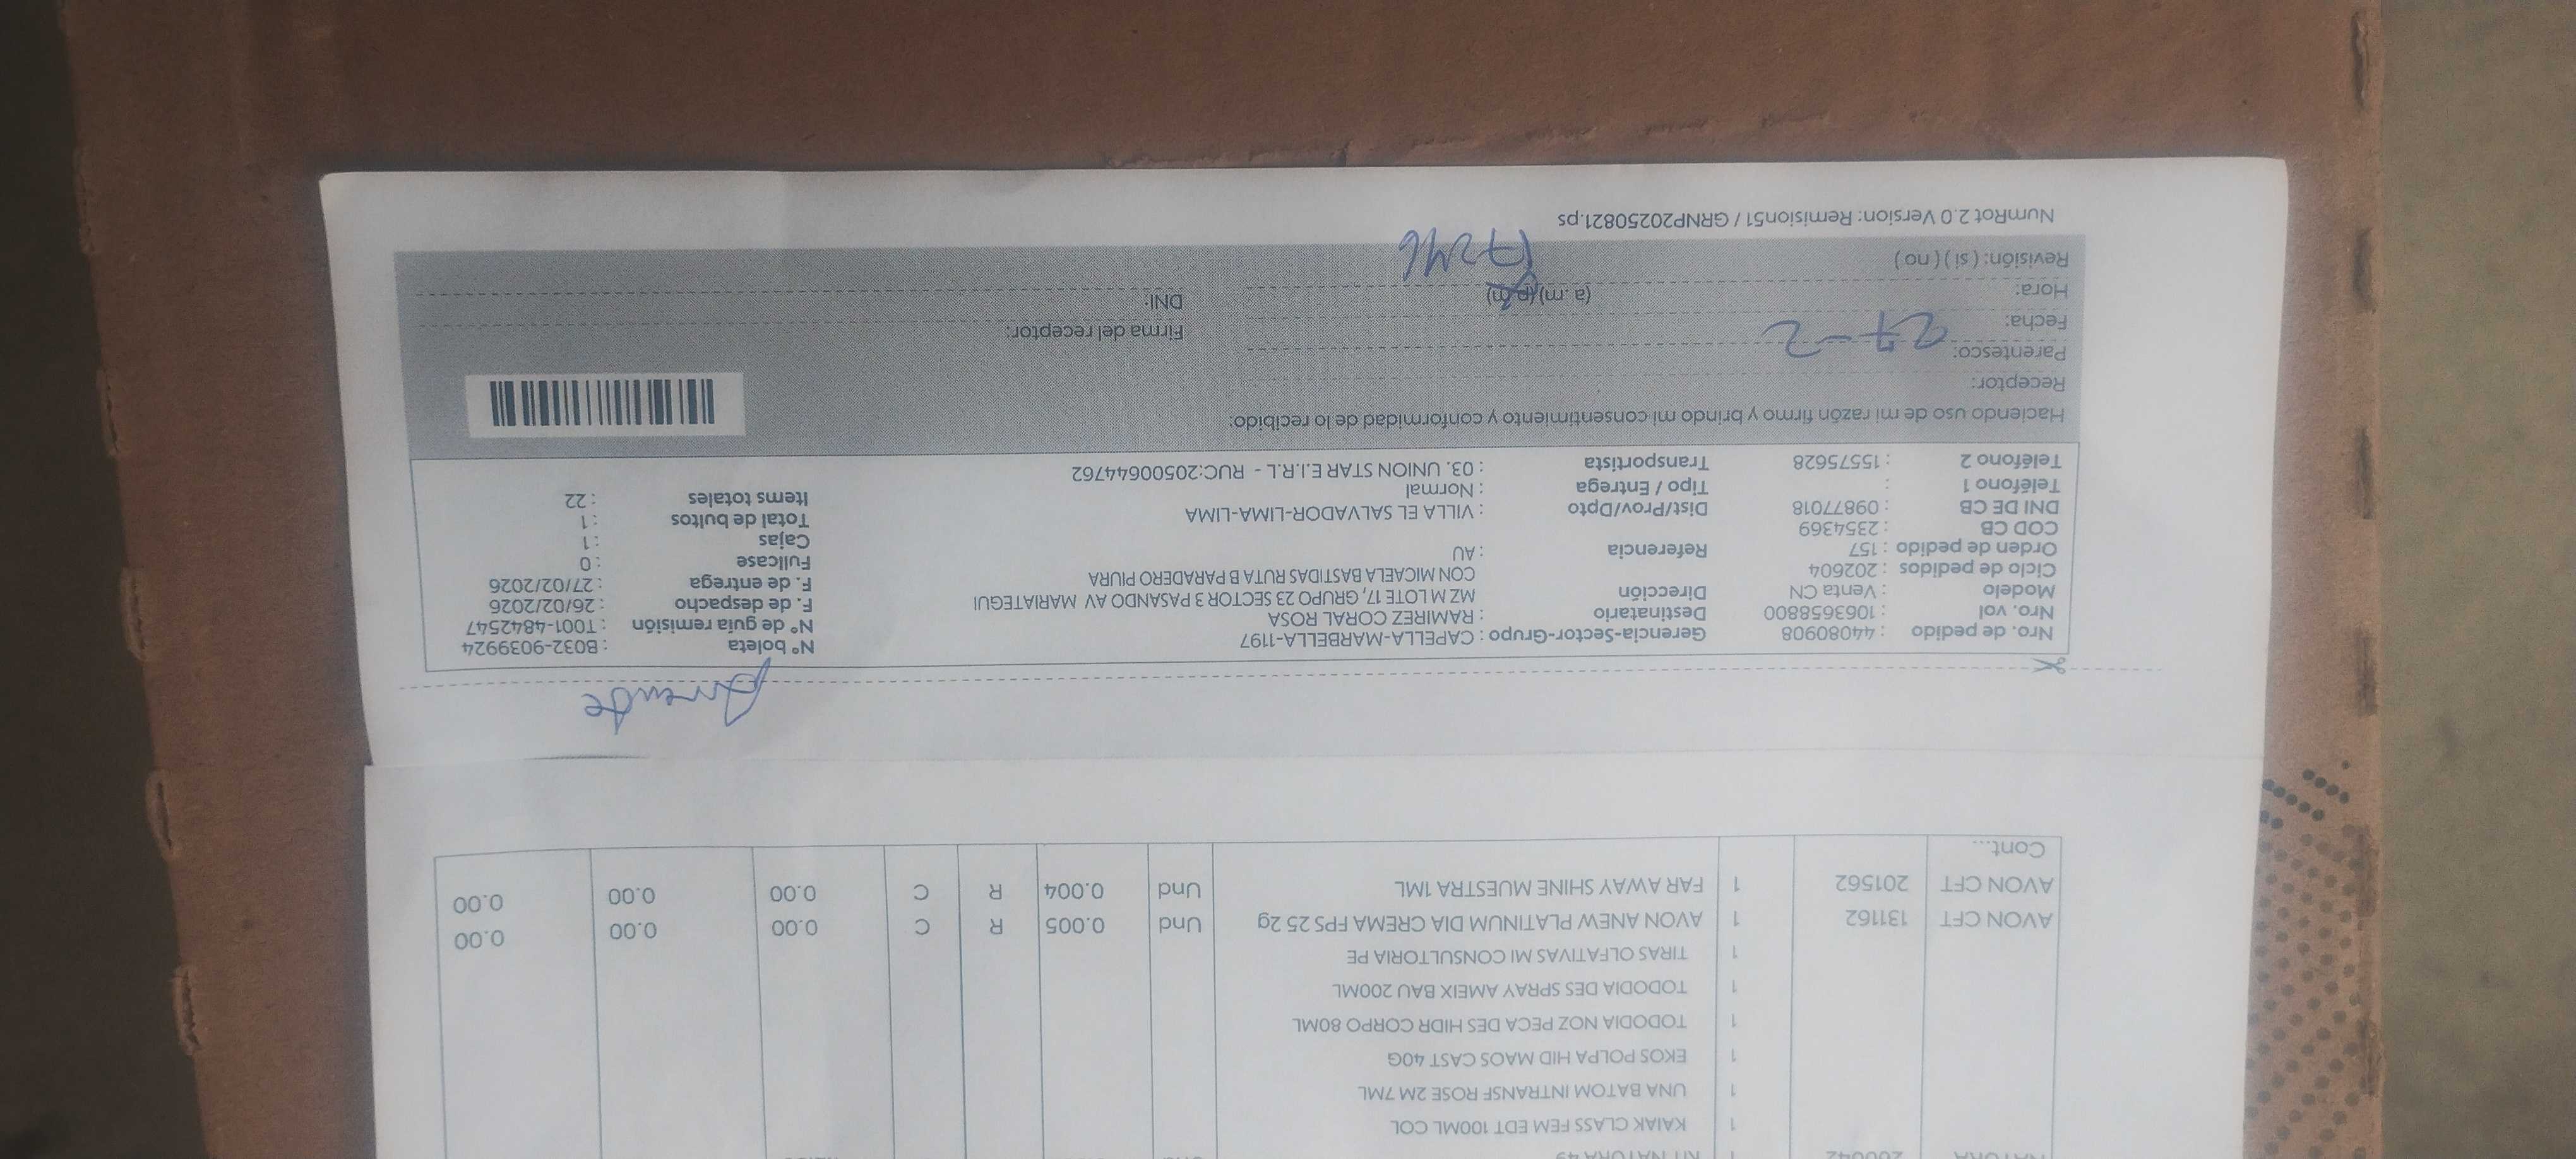 KIT NATURA 49
1 KAIAK CLASS FEM EDT 100ML COL
1 UNA BATOM INTRANSF ROSE 2M 7ML
1 EKOS POLPA HID MAOS CAST 40G
1 TODODIA NOZ PECA DES HIDR CORPO 80ML
1 TODODIA DES SPRAY AMEIX BAU 200ML
1 TIRAS OLFATIVAS MI CONSULTORIA PE
AVON CFT 131162 1 AVON ANEW PLATINUM DIA CREMA FPS 25 2g Und 0.005 R C 0.00 0.00 0.00
AVON CFT 201562 1 FAR AWAY SHINE MUESTRA 1ML Und 0.004 R C 0.00 0.00 0.00
Cont...
Nro. de pedido : 44080908 Gerencia-Sector-Grupo : CAPELLA-MARBELLA-1197 N° boleta : B032-9039924
Nro. vol : 1063658800 Destinatario : RAMIREZ CORAL ROSA N° de guía remisión : T001-4842547
Modelo : Venta CN Dirección MZ M LOTE 17, GRUPO 23 SECTOR 3 PASANDO AV MARIATEGUI F. de despacho : 26/02/2026
Ciclo de pedidos : 202604 CON MICAELA BASTIDAS RUTA B PARADERO PIURA F. de entrega : 27/02/2026
Orden de pedido : 157 Referencia : AU Fullcase : 0
COD CB : 2354369 Cajas : 1
DNI DE CB : 09877018 Dist/Prov/Dpto : VILLA EL SALVADOR-LIMA-LIMA Total de bultos : 1
Teléfono 1 : Tipo / Entrega : Normal Items totales : 22
Teléfono 2 : 15575628 Transportista : 03. UNION STAR E.I.R.L - RUC:20500644762
Haciendo uso de mi razón firmo y brindo mi consentimiento y conformidad de lo recibido:
Receptor:
Parentesco:
Fecha: 27-2 Firma del receptor:
Hora: (a .m) (p.m) DNI:
Revisión: ( si ) ( no )
NumRot 2.0 Version: Remision51 / GRNP20250821.ps